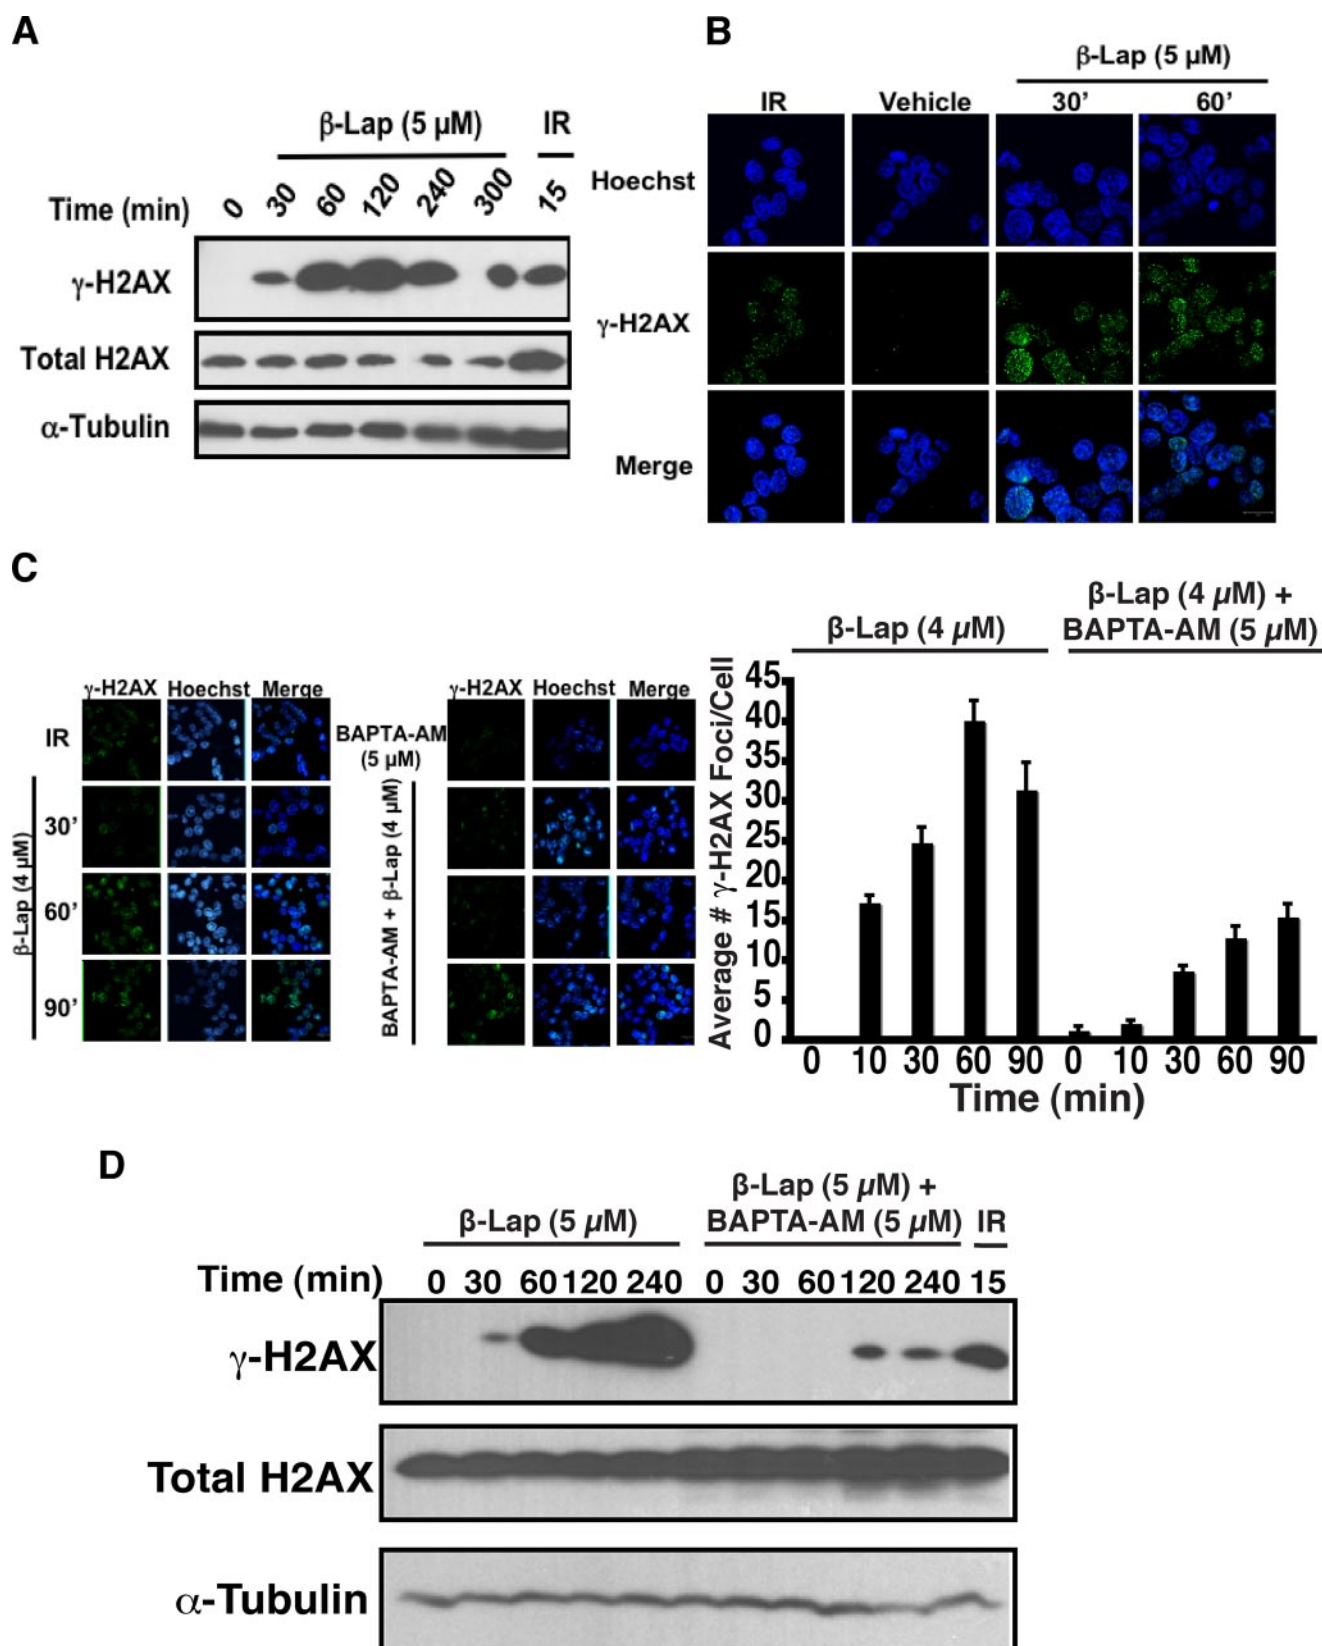 A
β-Lap (5 µM) IR
Time (min) 0 30 60 120 240 300 15
γ-H2AX
Total H2AX
α-Tubulin
B
β-Lap (5 µM)
IR Vehicle 30’ 60’
Hoechst
γ-H2AX
Merge
C
γ-H2AX Hoechst Merge
IR
β-Lap (4 µM)
30’
60’
90’
γ-H2AX Hoechst Merge
BAPTA-AM
(5 µM)
BAPTA-AM + β-Lap (4 µM)
β-Lap (4 µM)
β-Lap (4 µM) +
BAPTA-AM (5 µM)
Average # γ-H2AX Foci/Cell
45
40
35
30
25
20
15
10
5
0
0 10 30 60 90 0 10 30 60 90
Time (min)
D
β-Lap (5 µM)
β-Lap (5 µM) +
BAPTA-AM (5 µM) IR
Time (min) 0 30 60 120 240 0 30 60 120 240 15
γ-H2AX
Total H2AX
α-Tubulin